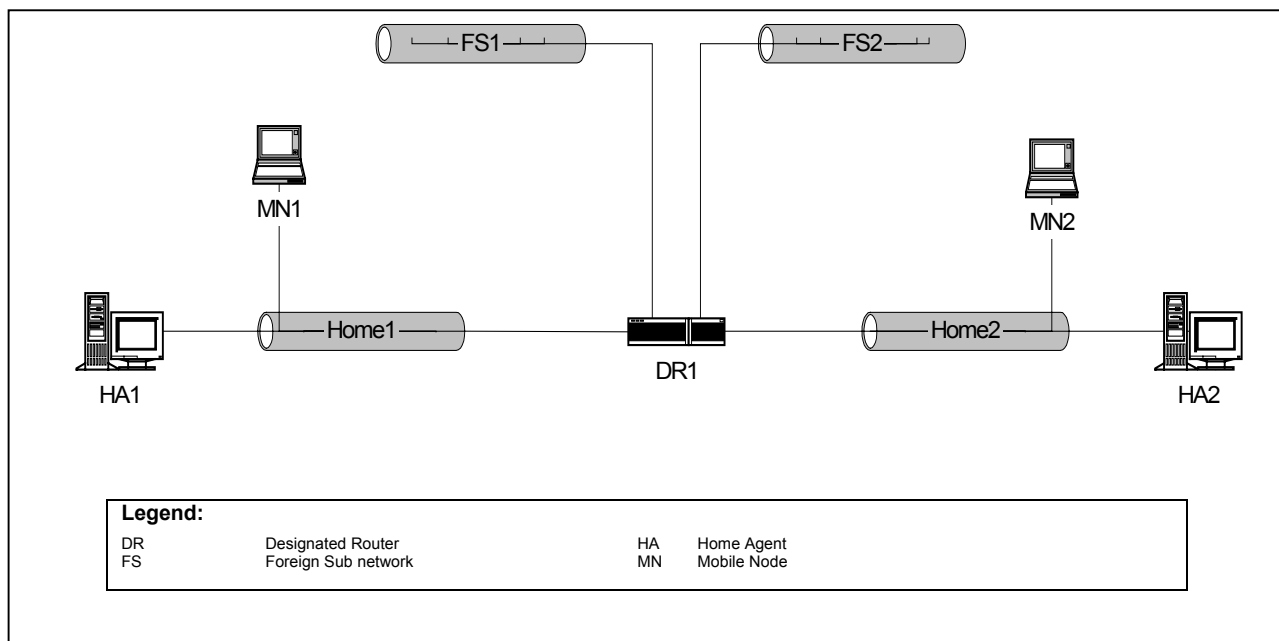 FS1
FS2
MN1
MN2
Home1
Home2
DR1
HA1
HA2
Legend:
DR Designated Router HA Home Agent
FS Foreign Sub network MN Mobile Node